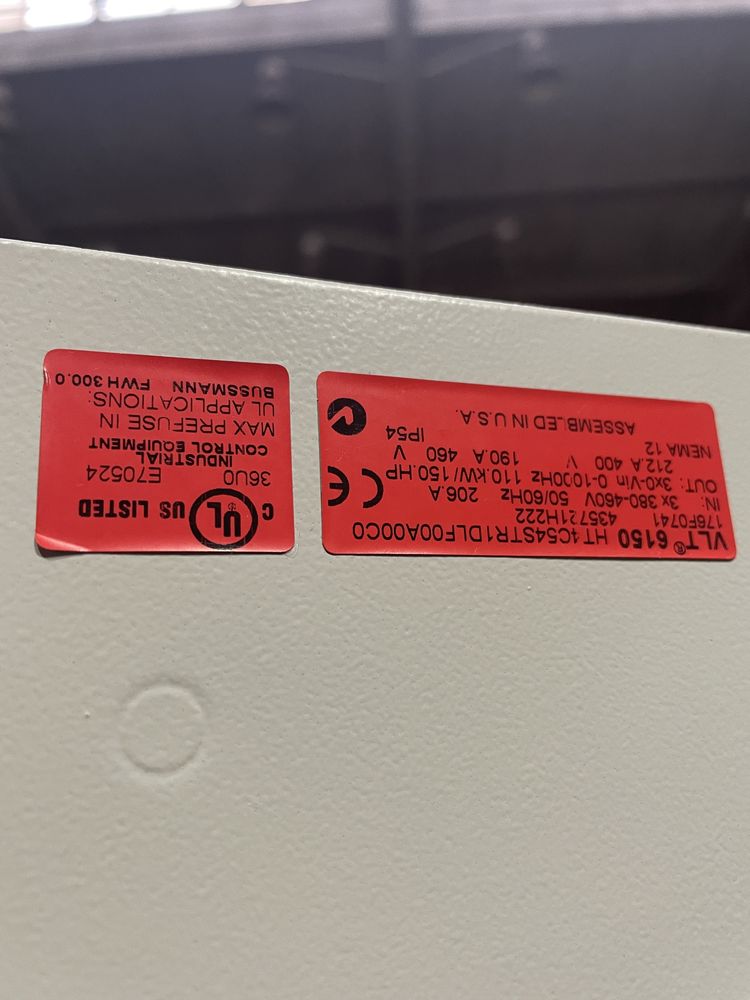 VLT® 6150 HT4C54STR1DLF00A00C0
176F0741 435721H222
IN: 3x 380-460V 50/60Hz 206.A
OUT: 3x0-Vin 0-1000Hz 110.kW/150.HP
212.A 400 V 190.A 460 V
NEMA 12 IP54
ASSEMBLED IN U.S.A.
CE
C UL US LISTED
36U0 E70524
INDUSTRIAL
CONTROL EQUIPMENT
MAX PREFUSE IN
UL APPLICATIONS:
BUSSMANN FWH 300.0